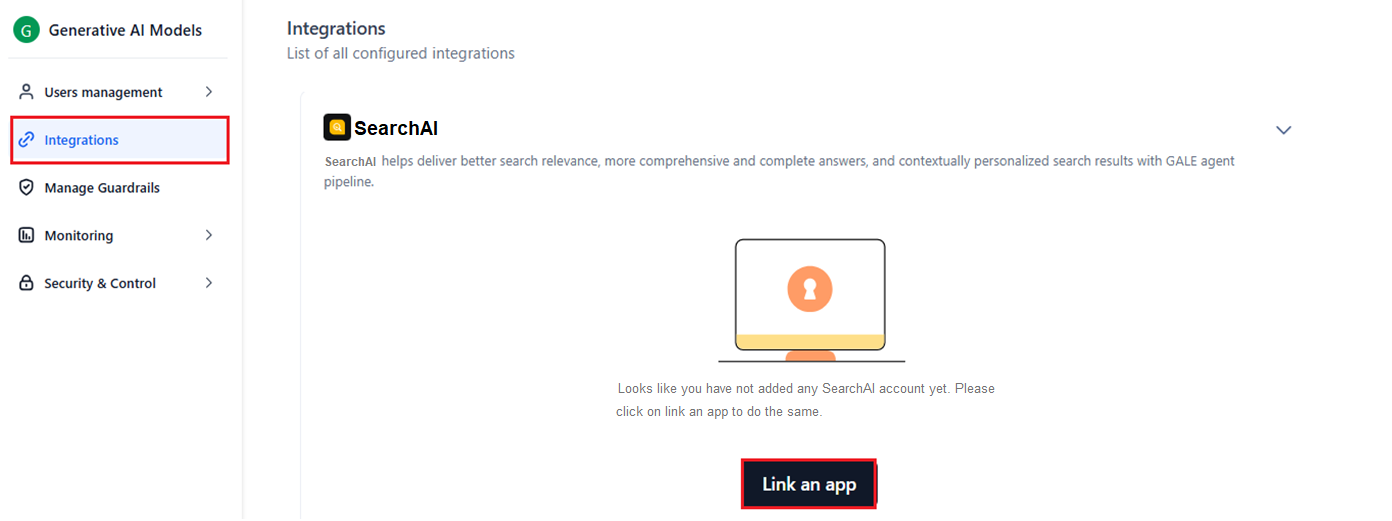 G Generative AI Models
Users management
Integrations
Manage Guardrails
Monitoring
Security & Control
Integrations
List of all configured integrations
SearchAI
SearchAI helps deliver better search relevance, more comprehensive and complete answers, and contextually personalized search results with GALE agent
pipeline.
Looks like you have not added any SearchAI account yet. Please
click on link an app to do the same.
Link an app